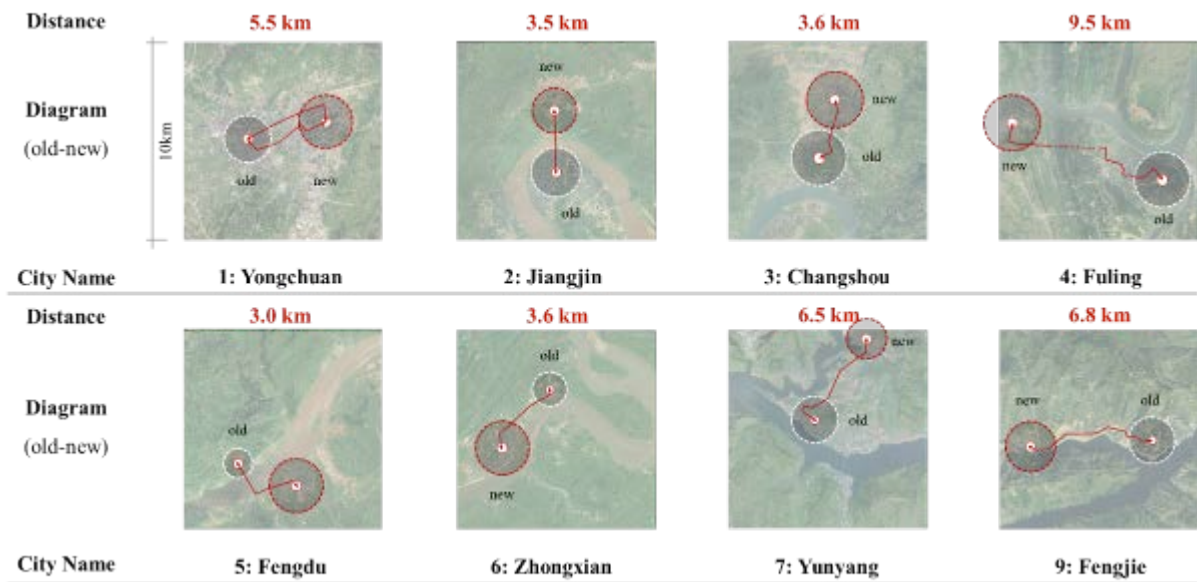 Distance 5.5 km 3.5 km 3.6 km 9.5 km
Diagram
(old-new)
10km
old new
new
old
new
old
new
old
City Name 1: Yongchuan 2: Jiangjin 3: Changshou 4: Fuling
Distance 3.0 km 3.6 km 6.5 km 6.8 km
Diagram
(old-new)
old
old
new
new
old
new
old
City Name 5: Fengdu 6: Zhongxian 7: Yunyang 9: Fengjie